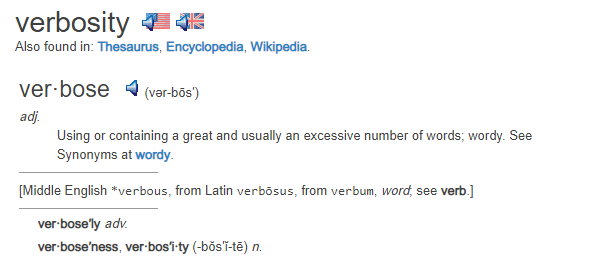 verbosity
Also found in: Thesaurus, Encyclopedia, Wikipedia.
ver·bose (vər-bōs′)
adj.
Using or containing a great and usually an excessive number of words; wordy. See
Synonyms at wordy.
[Middle English *verbous, from Latin verbōsus, from verbum, word; see verb.]
ver·bose′ly adv.
ver·bose′ness, ver·bos′i·ty (-bŏs′ĭ-tē) n.